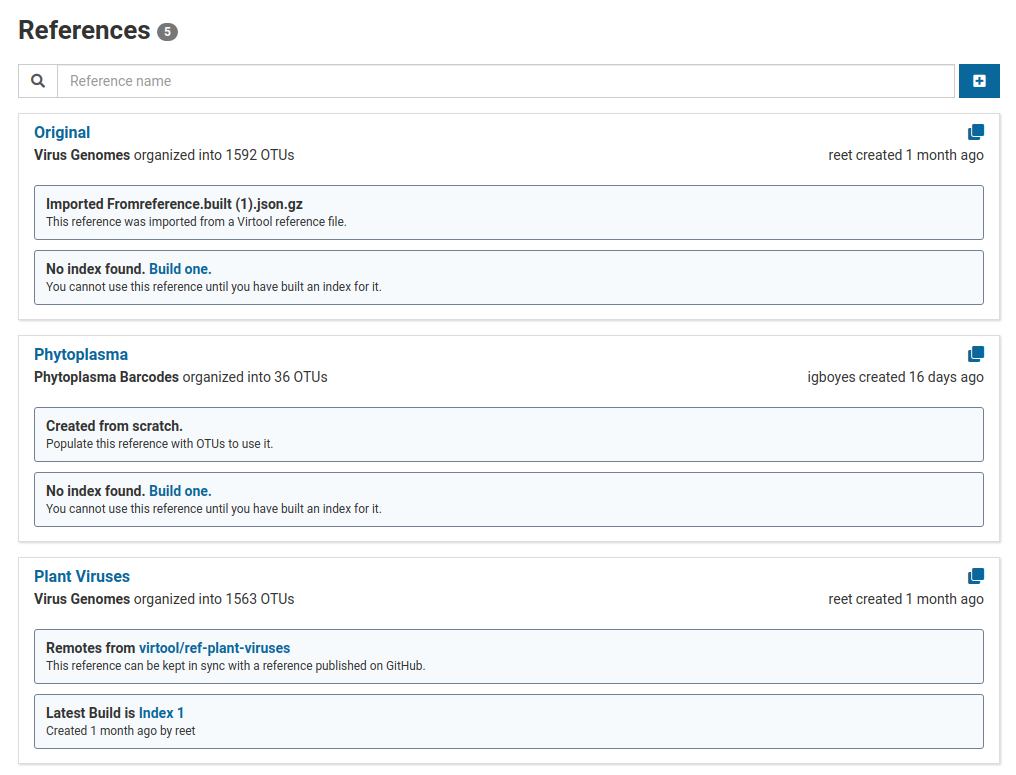 References 5
Reference name
Original
Virus Genomes organized into 1592 OTUs
reet created 1 month ago
Imported Fromreference.built (1).json.gz
This reference was imported from a Virtool reference file.
No index found. Build one.
You cannot use this reference until you have built an index for it.
Phytoplasma
Phytoplasma Barcodes organized into 36 OTUs
igboyes created 16 days ago
Created from scratch.
Populate this reference with OTUs to use it.
No index found. Build one.
You cannot use this reference until you have built an index for it.
Plant Viruses
Virus Genomes organized into 1563 OTUs
reet created 1 month ago
Remotes from virtool/ref-plant-viruses
This reference can be kept in sync with a reference published on GitHub.
Latest Build is Index 1
Created 1 month ago by reet